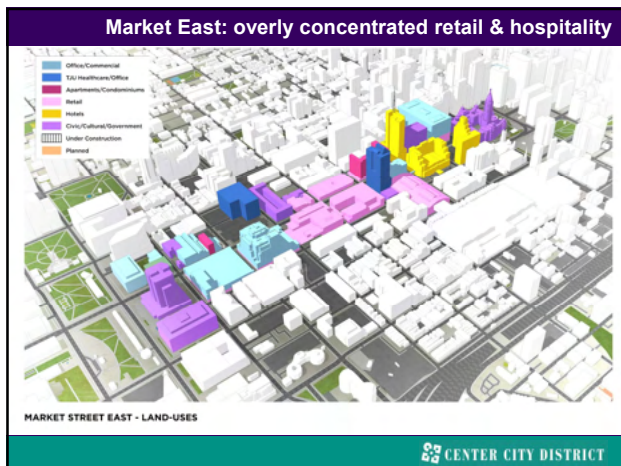 Market East: overly concentrated retail & hospitality
Office/Commercial
TJU Healthcare/Office
Apartments/Condominiums
Retail
Hotels
Civic/Cultural/Government
Under Construction
Planned
MARKET STREET EAST - LAND-USES
CENTER CITY DISTRICT